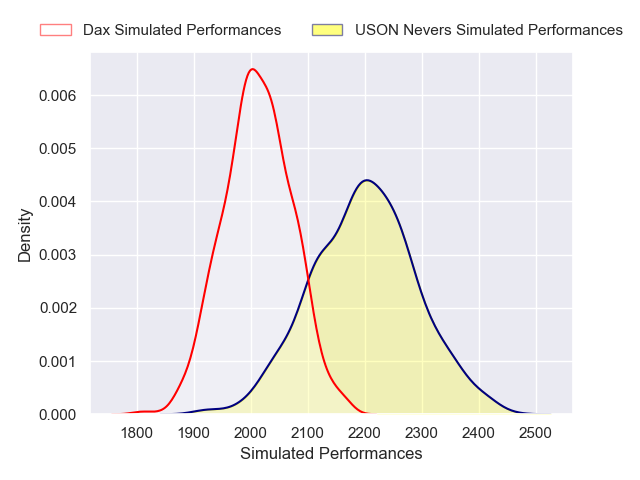 Dax Simulated Performances USON Nevers Simulated Performances
0.006
0.005
0.004
0.003
0.002
0.001
0.000
Density
1800 1900 2000 2100 2200 2300 2400 2500
Simulated Performances